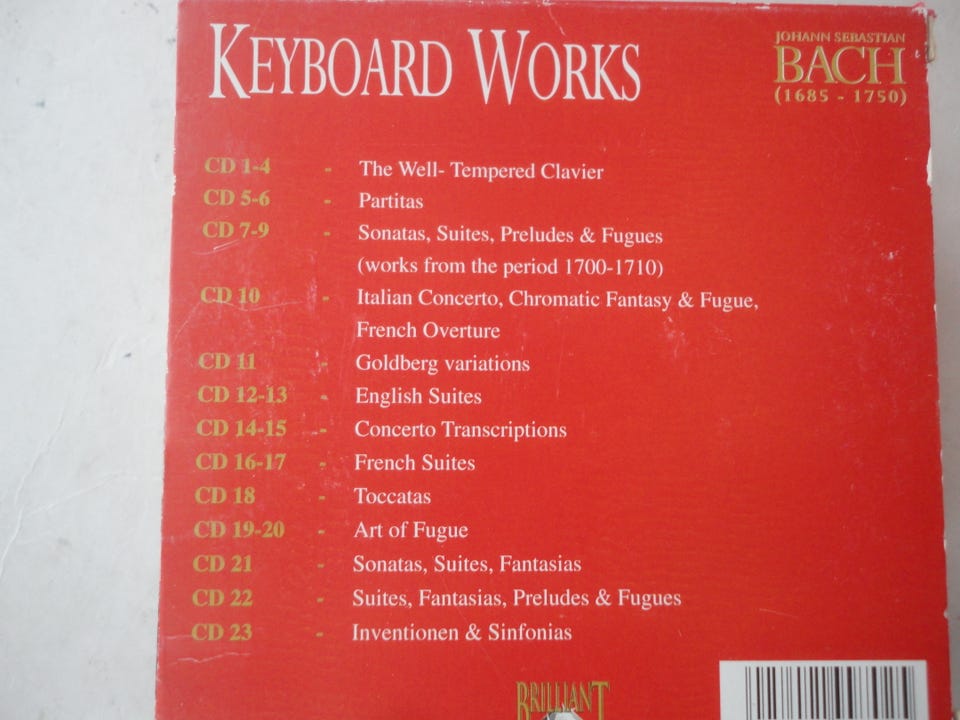 KEYBOARD WORKS
JOHANN SEBASTIAN
BACH
(1685 - 1750)
CD 1-4 - The Well- Tempered Clavier
CD 5-6 - Partitas
CD 7-9 - Sonatas, Suites, Preludes & Fugues
(works from the period 1700-1710)
CD 10 - Italian Concerto, Chromatic Fantasy & Fugue,
French Overture
CD 11 - Goldberg variations
CD 12-13 - English Suites
CD 14-15 - Concerto Transcriptions
CD 16-17 - French Suites
CD 18 - Toccatas
CD 19-20 - Art of Fugue
CD 21 - Sonatas, Suites, Fantasias
CD 22 - Suites, Fantasias, Preludes & Fugues
CD 23 - Inventionen & Sinfonias
BRILLIANT